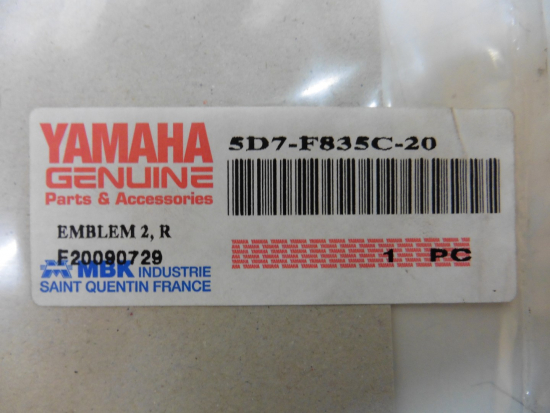 YAMAHA
GENUINE
Parts & Accessories
5D7-F835C-20
EMBLEM 2, R
F20090729
MBK INDUSTRIE
SAINT QUENTIN FRANCE
1 PC